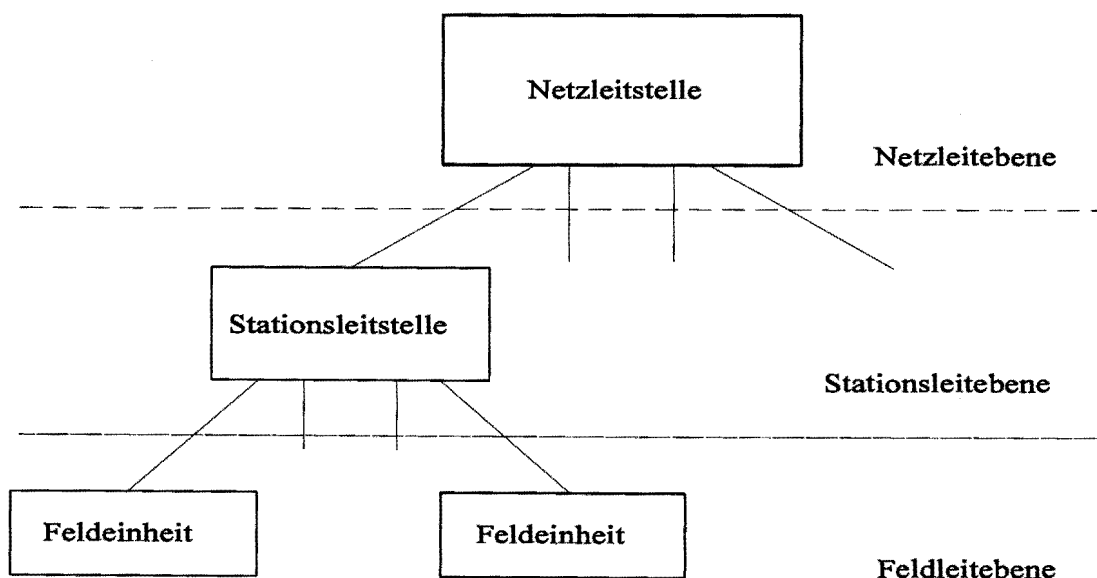 Netzleitstelle
Netzleitebene
Stationsleitstelle
Stationsleitebene
Feldeinheit
Feldeinheit
Feldleitebene